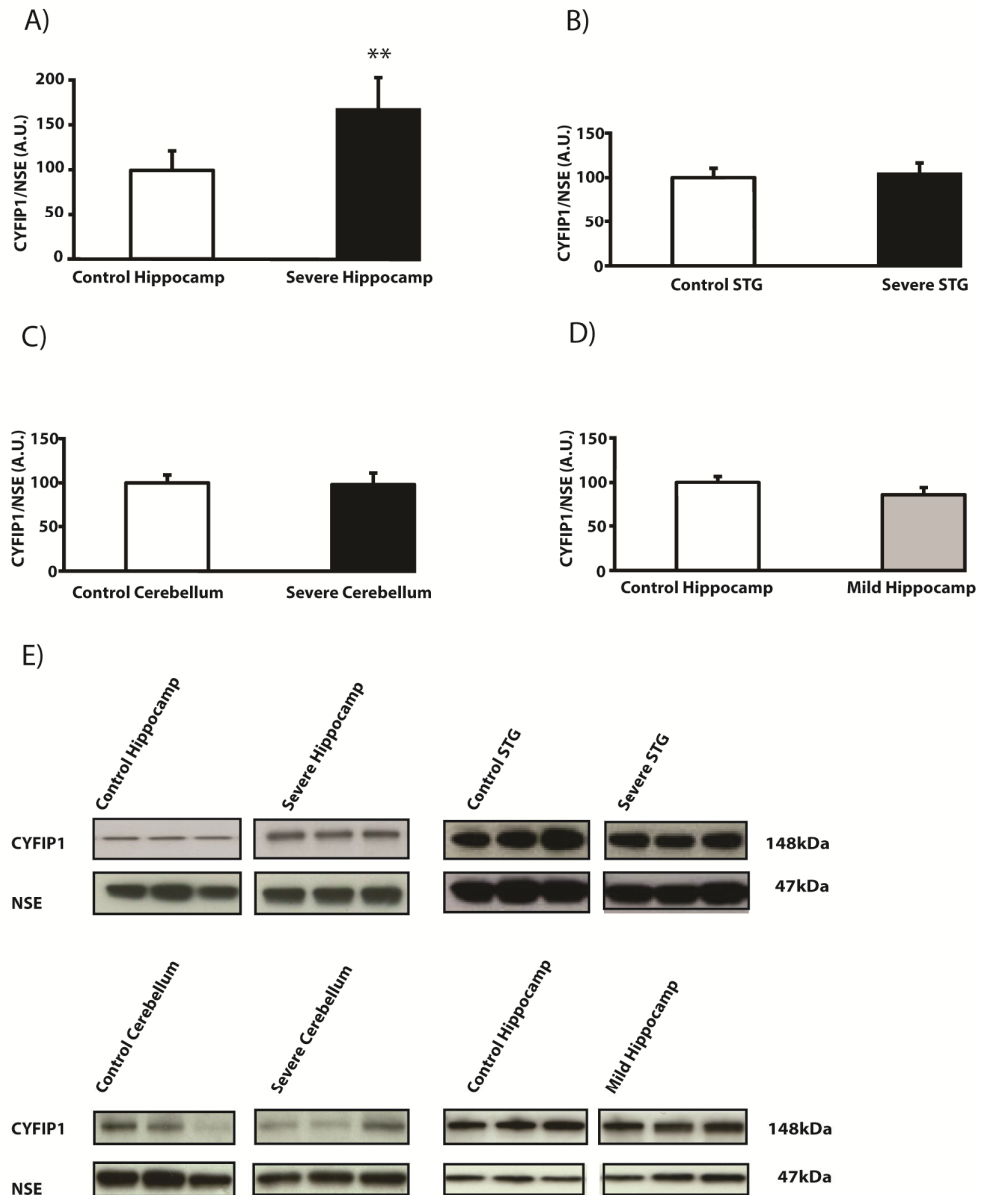 A)
**
CYFIP1/NSE (A.U.)
200
150
100
50
0
Control Hippocamp
Severe Hippocamp
B)
CYFIP1/NSE (A.U.)
150
100
50
0
Control STG
Severe STG
C)
CYFIP1/NSE (A.U.)
150
100
50
0
Control Cerebellum
Severe Cerebellum
D)
CYFIP1/NSE (A.U.)
150
100
50
0
Control Hippocamp
Mild Hippocamp
E)
Control Hippocamp
Severe Hippocamp
Control STG
Severe STG
CYFIP1
148kDa
NSE
47kDa
Control Cerebellum
Severe Cerebellum
Control Hippocamp
Mild Hippocamp
CYFIP1
148kDa
NSE
47kDa